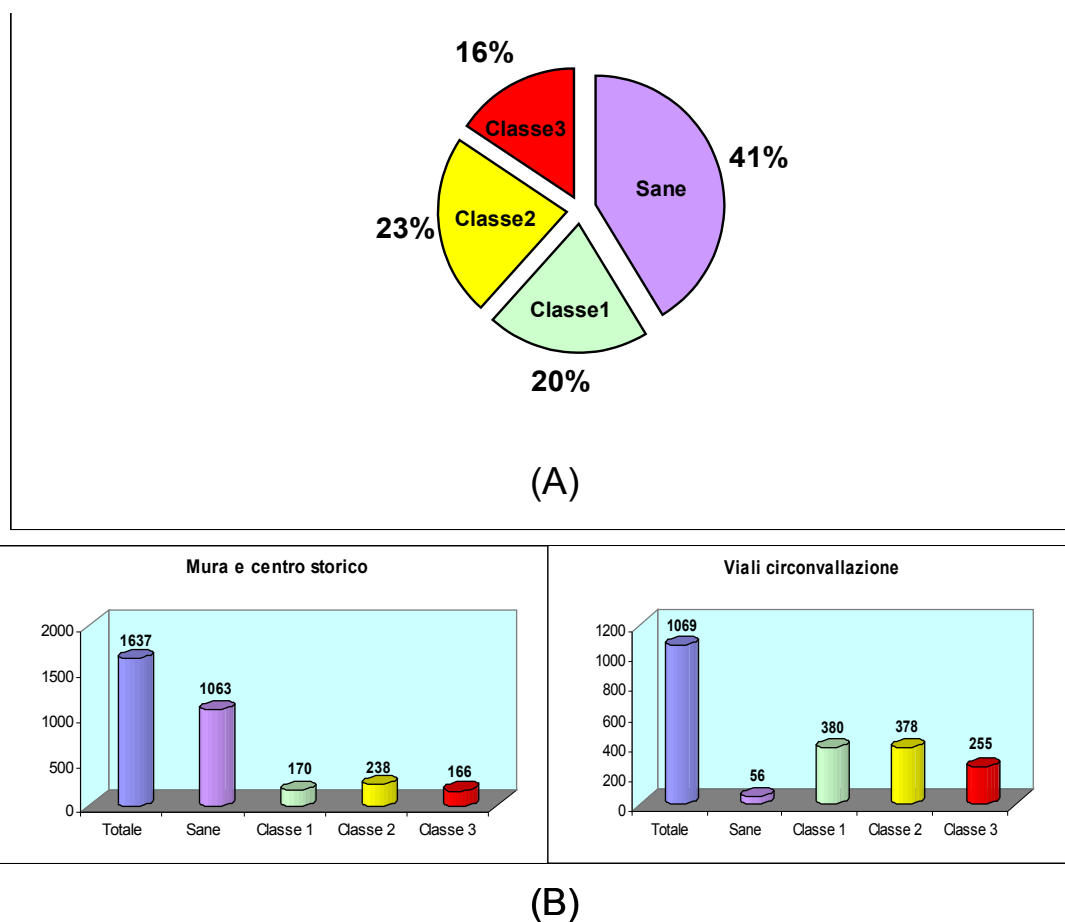 16%
Classe3
41%
Sane
Classe2
23%
Classe1
20%
(A)
Mura e centro storico
2000
1500
1000
500
0
1637
1063
170
238
166
Totale Sane Classe 1 Classe 2 Classe 3
Viali circonvallazione
1200
1000
800
600
400
200
0
1069
56
380
378
255
Totale Sane Classe 1 Classe 2 Classe 3
(B)